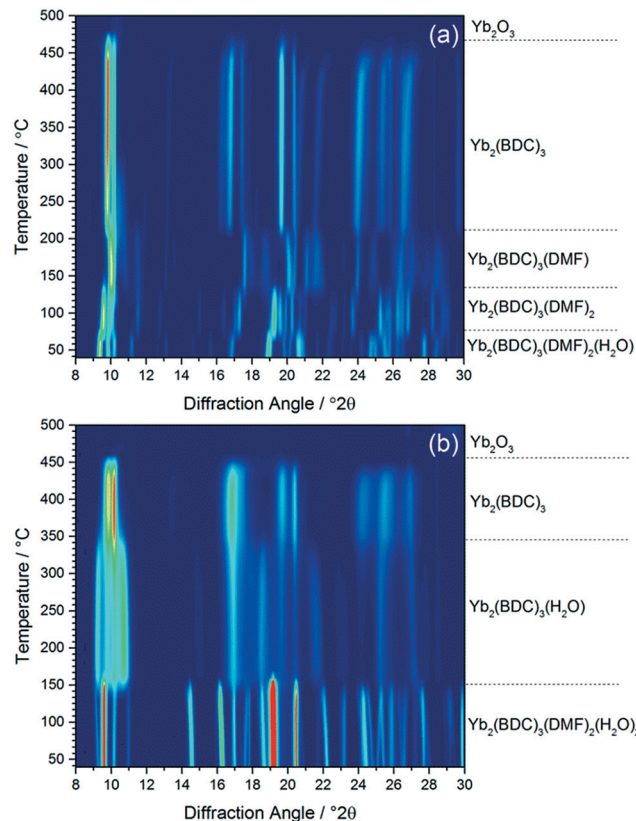 500
450
400
350
300
250
200
150
100
50
Temperature / °C
(a)
Yb₂O₃
Yb₂(BDC)₃
Yb₂(BDC)₃(DMF)
Yb₂(BDC)₃(DMF)₂
Yb₂(BDC)₃(DMF)₂(H₂O)
8 10 12 14 16 18 20 22 24 26 28 30
Diffraction Angle / °2θ
500
450
400
350
300
250
200
150
100
50
Temperature / °C
(b)
Yb₂O₃
Yb₂(BDC)₃
Yb₂(BDC)₃(H₂O)
Yb₂(BDC)₃(DMF)₂(H₂O)₂
8 10 12 14 16 18 20 22 24 26 28 30
Diffraction Angle / °2θ